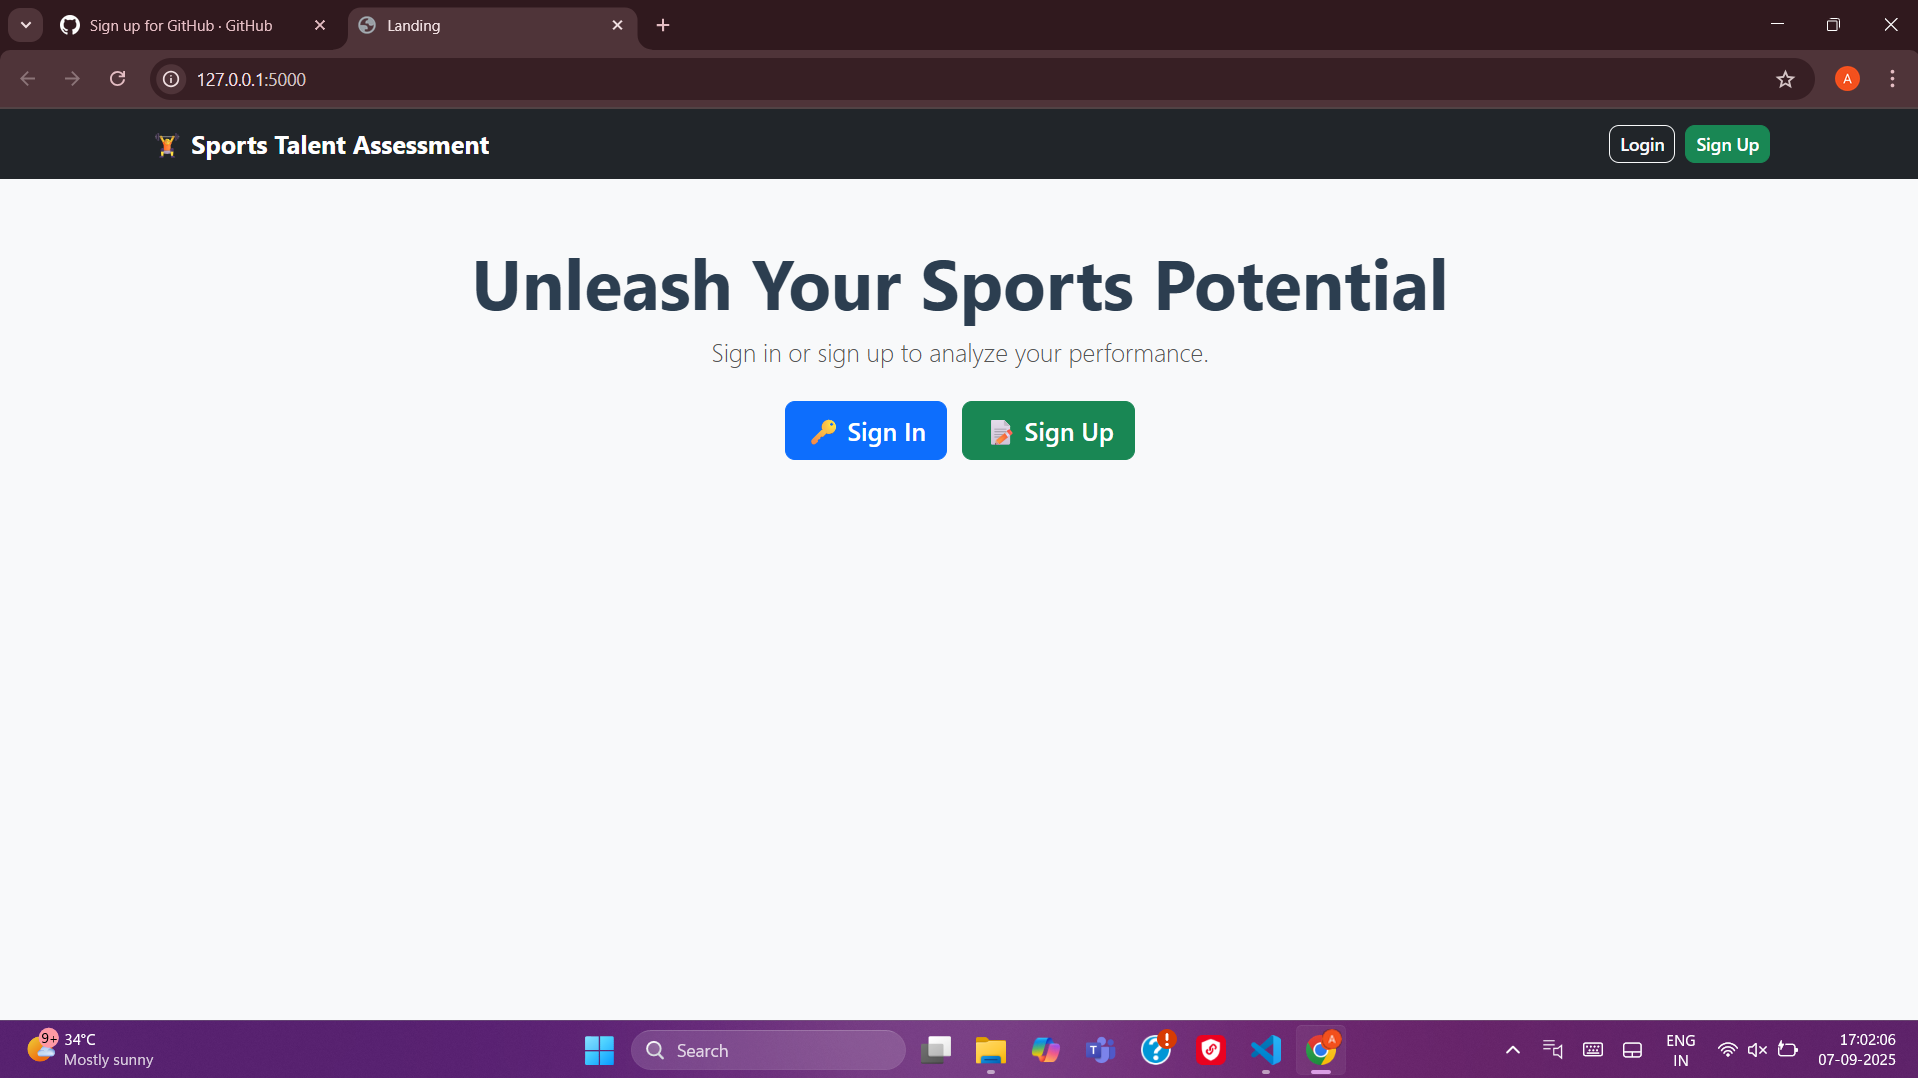 Sign up for GitHub · GitHub
Landing
127.0.0.1:5000
A
🏋 Sports Talent Assessment
Login
Sign Up
Unleash Your Sports Potential
Sign in or sign up to analyze your performance.
🔑 Sign In
📝 Sign Up
9+
34°C
Mostly sunny
Search
T
?
!
A
ENG
IN
17:02:06
07-09-2025